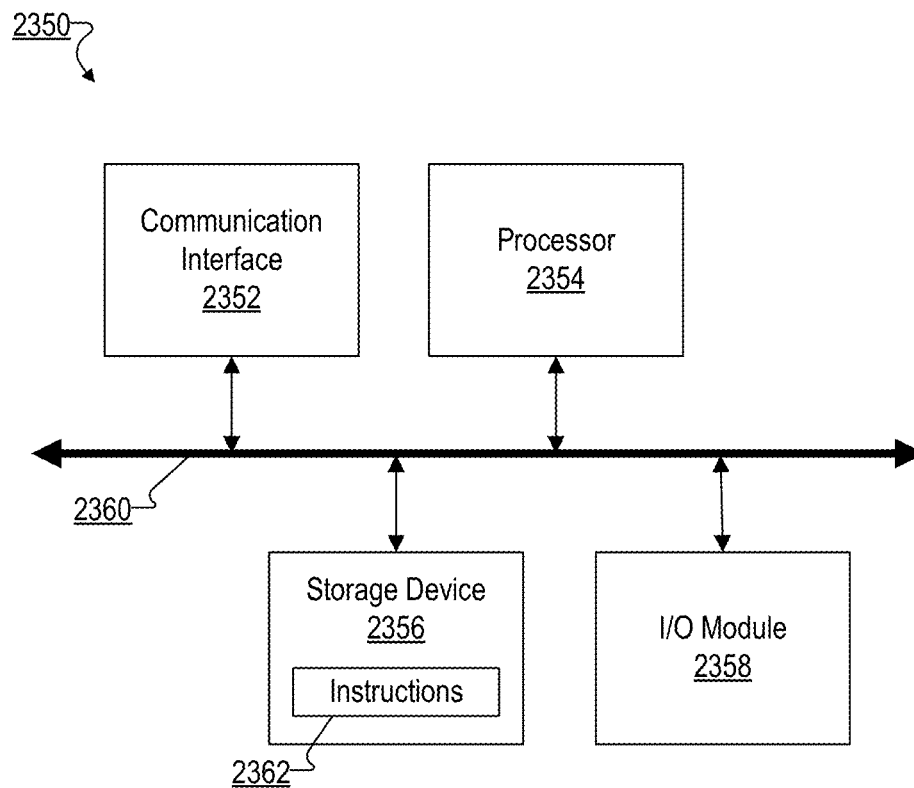 2350
Communication
Interface
2352
Processor
2354
2360
Storage Device
2356
Instructions
2362
I/O Module
2358